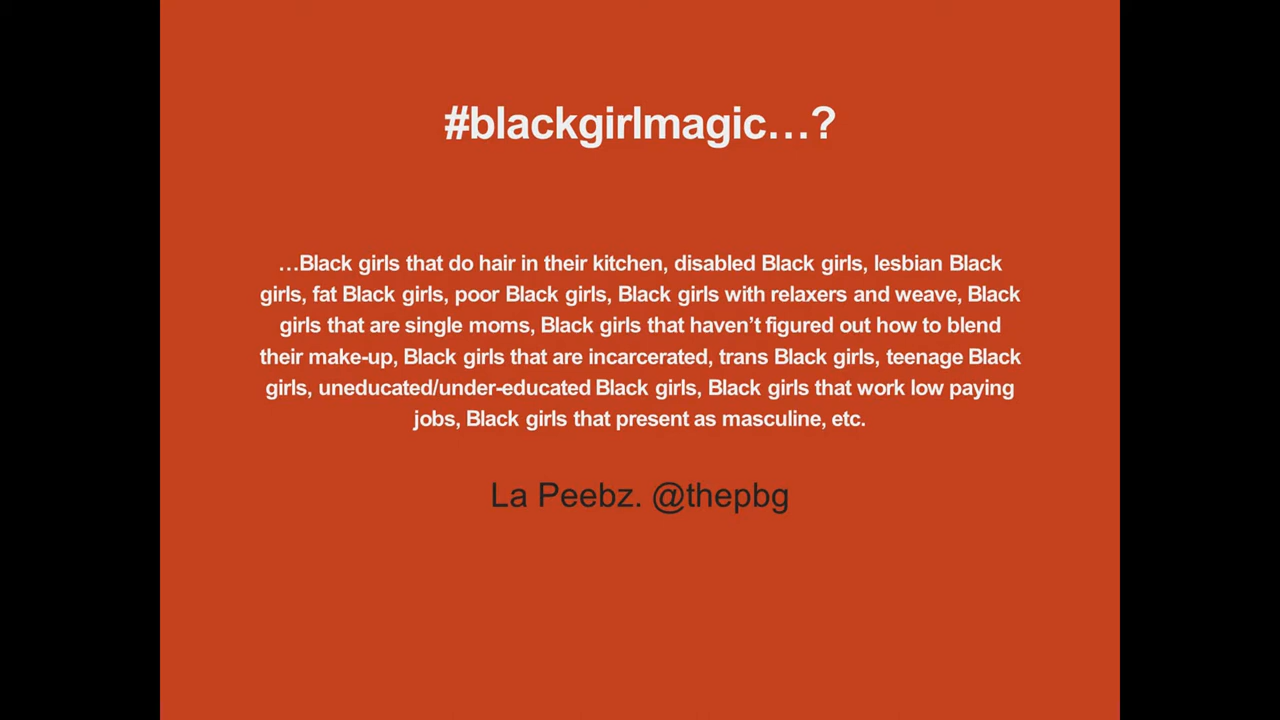 #blackgirlmagic…?
…Black girls that do hair in their kitchen, disabled Black girls, lesbian Black
girls, fat Black girls, poor Black girls, Black girls with relaxers and weave, Black
girls that are single moms, Black girls that haven’t figured out how to blend
their make-up, Black girls that are incarcerated, trans Black girls, teenage Black
girls, uneducated/under-educated Black girls, Black girls that work low paying
jobs, Black girls that present as masculine, etc.
La Peebz. @thepbg